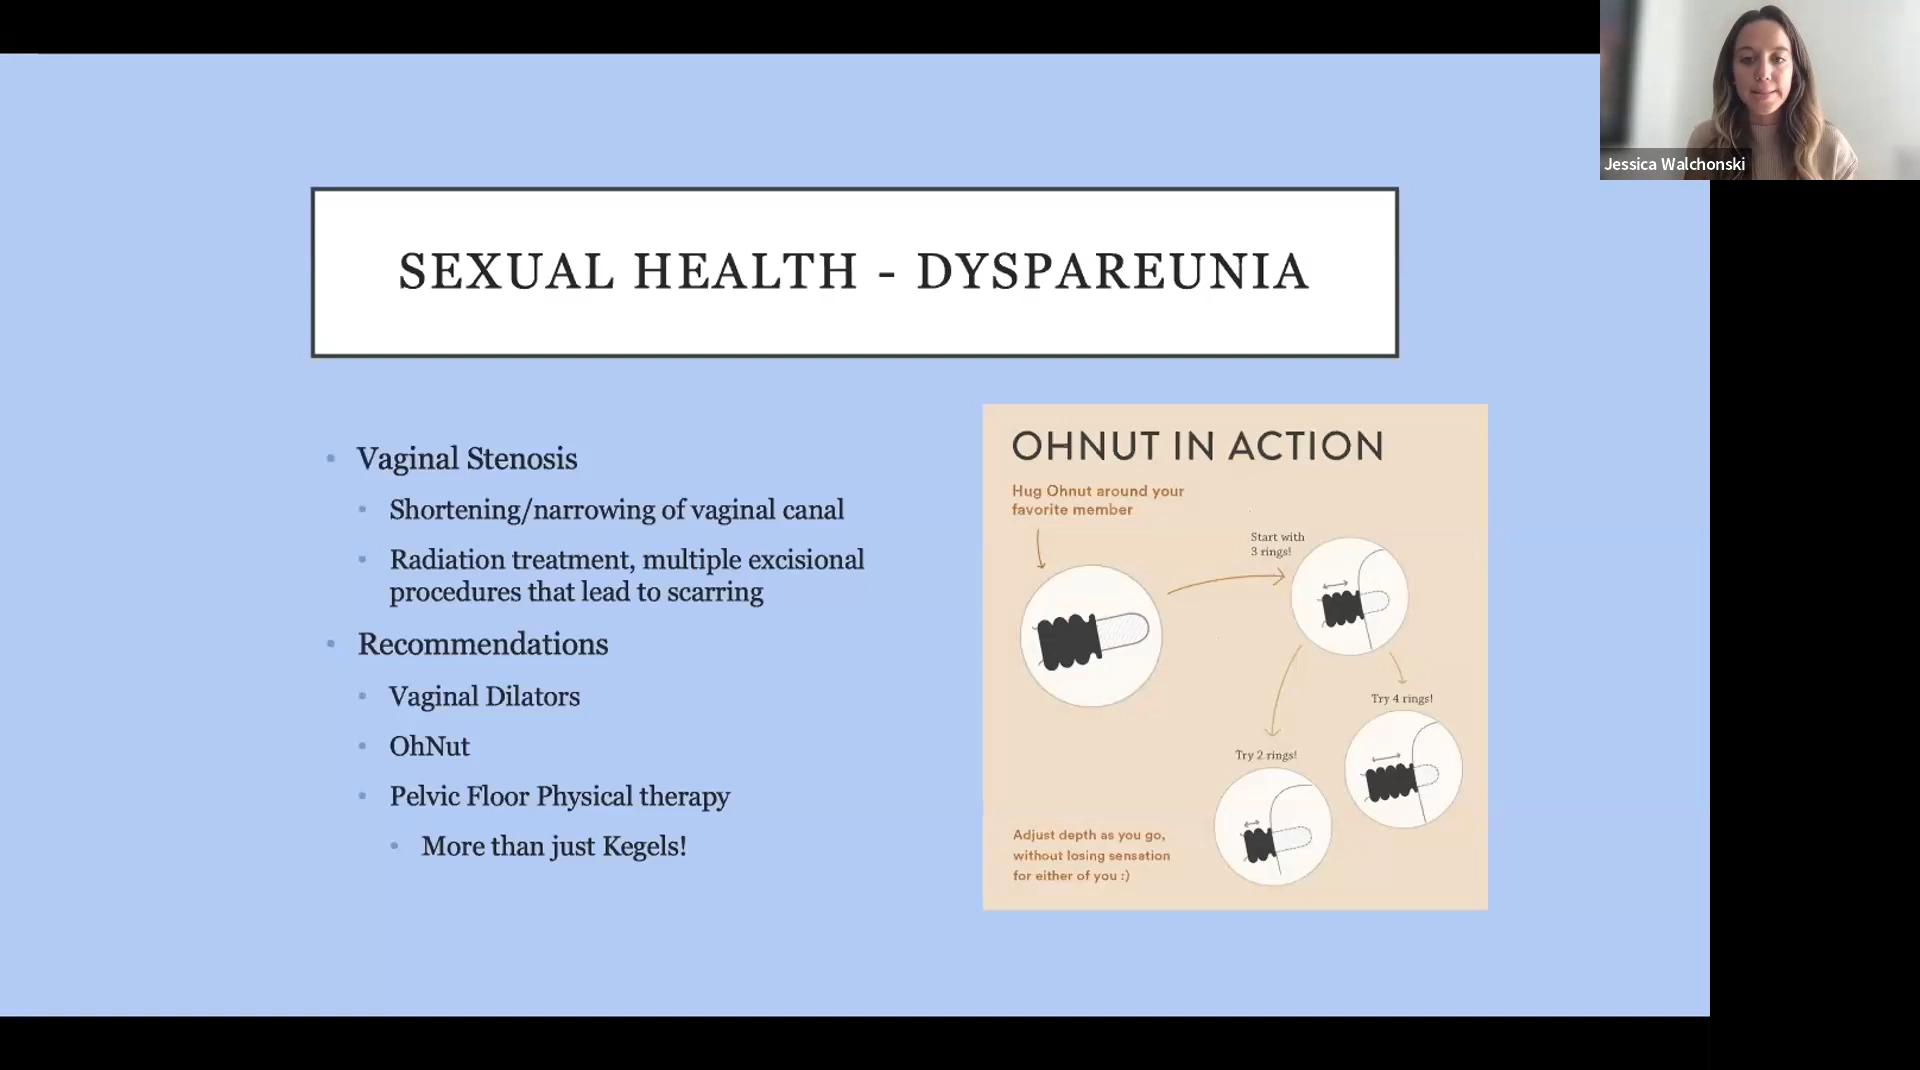 Jessica Walchonski
SEXUAL HEALTH - DYSPAREUNIA
Vaginal Stenosis
Shortening/narrowing of vaginal canal
Radiation treatment, multiple excisional
procedures that lead to scarring
Recommendations
Vaginal Dilators
OhNut
Pelvic Floor Physical therapy
More than just Kegels!
OHNUT IN ACTION
Hug Ohnut around your
favorite member
Start with
3 rings!
Try 4 rings!
Try 2 rings!
Adjust depth as you go,
without losing sensation
for either of you :)